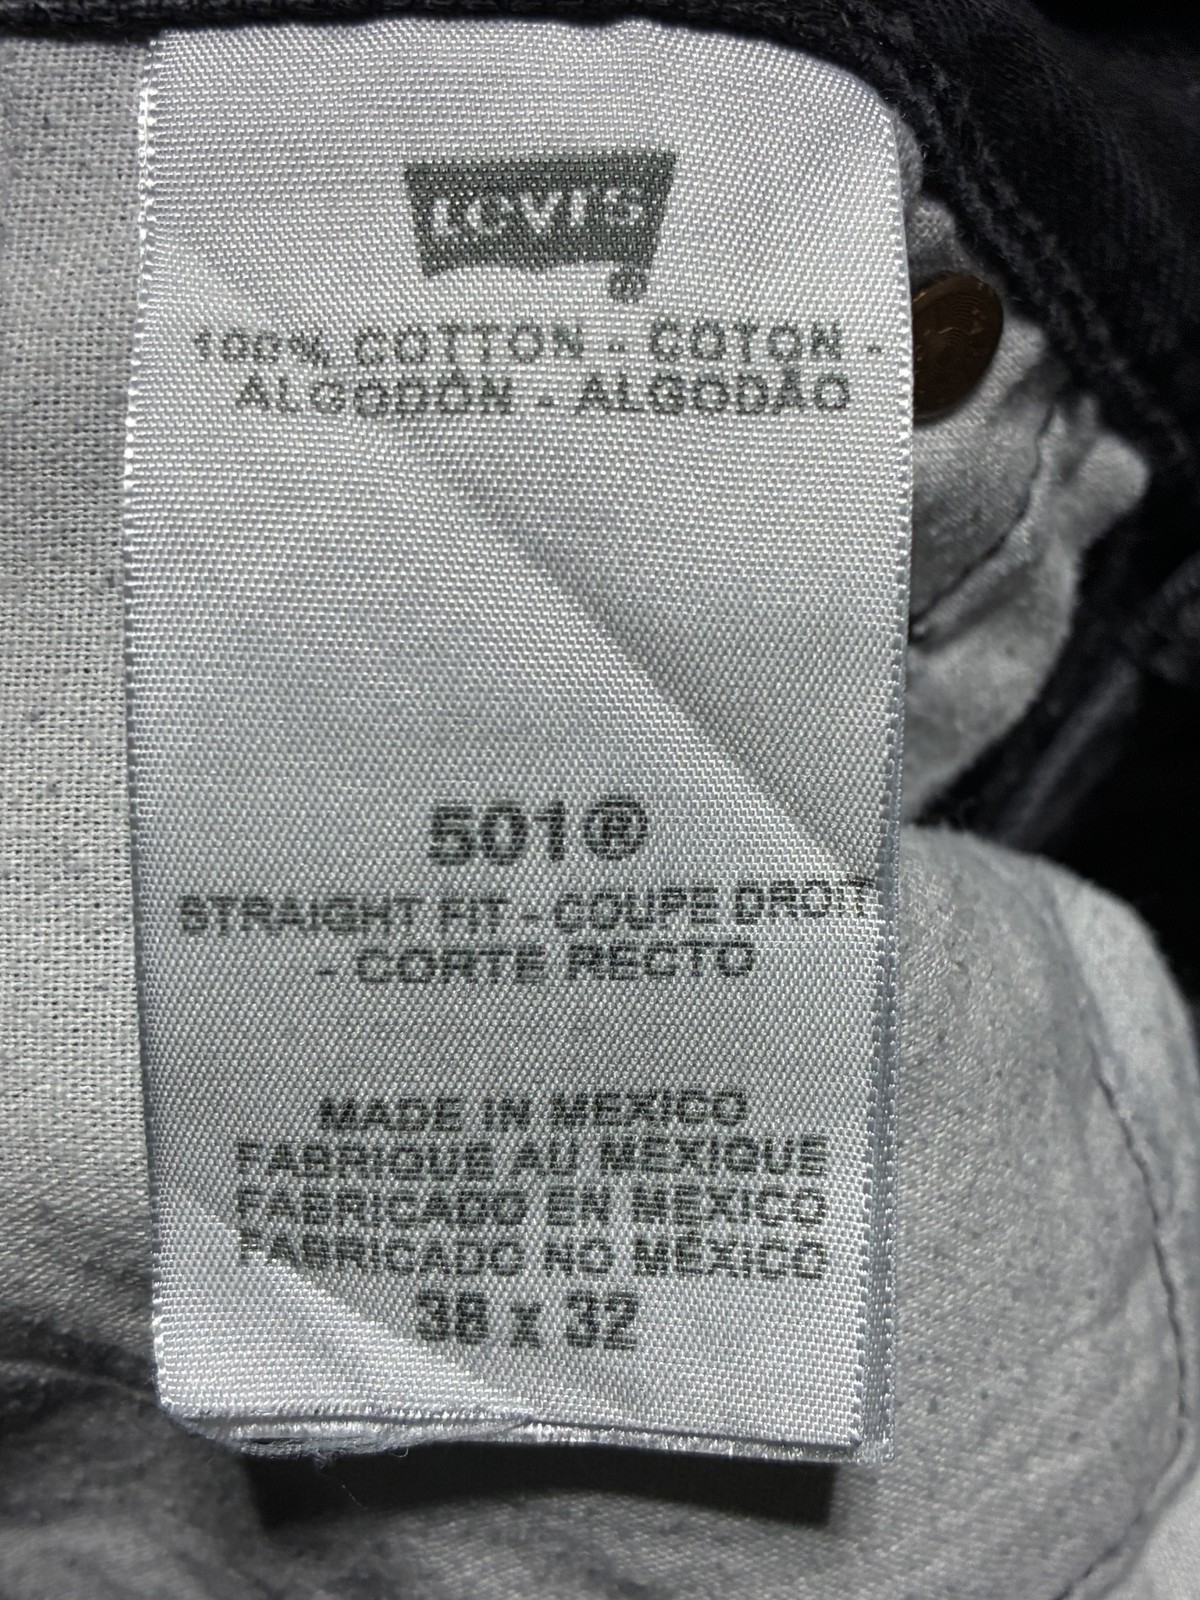 LEVI'S
®
100% COTTON - COTON -
ALGODÓN - ALGODÃO
501®
STRAIGHT FIT - COUPE DROIT
- CORTE RECTO
MADE IN MEXICO
FABRIQUÉ AU MEXIQUE
FABRICADO EN MÉXICO
FABRICADO NO MÉXICO
38 x 32